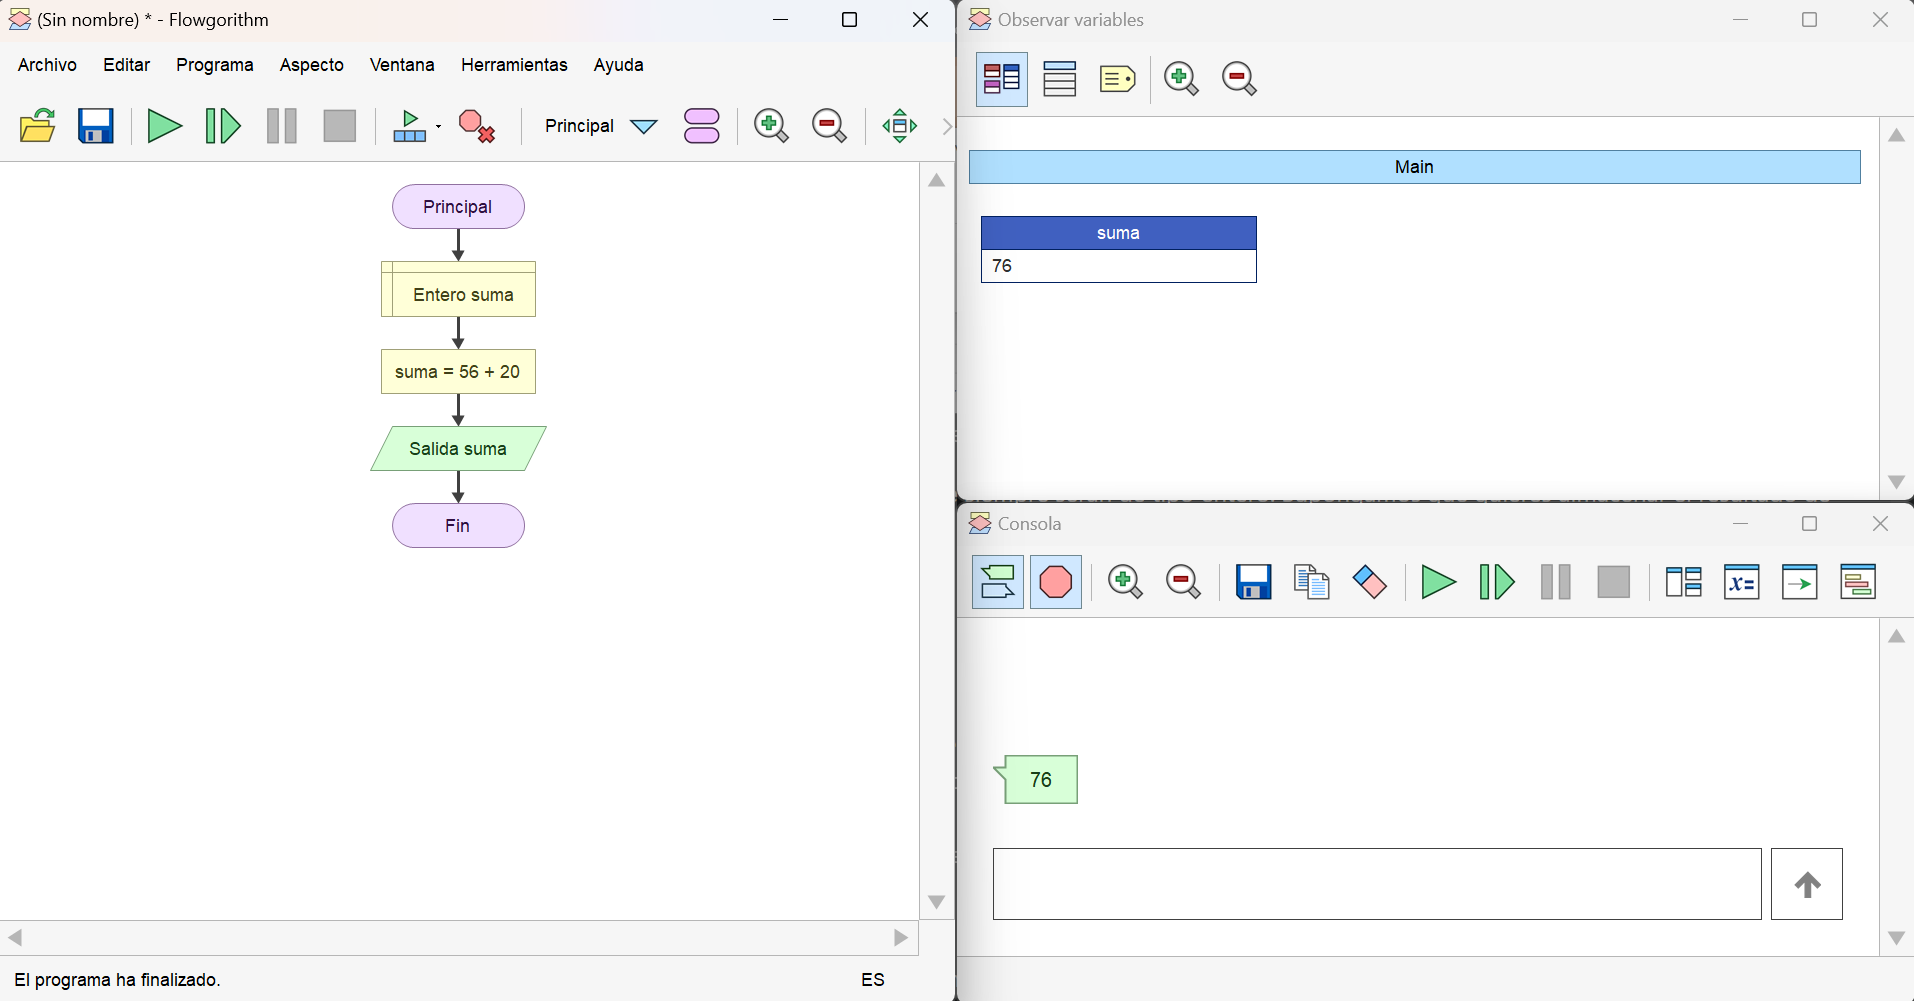 (Sin nombre) * - Flowgorithm
Archivo Editar Programa Aspecto Ventana Herramientas Ayuda
Principal
Principal
Entero suma
suma = 56 + 20
Salida suma
Fin
El programa ha finalizado. ES
Observar variables
Main
suma
76
Consola
x=
76